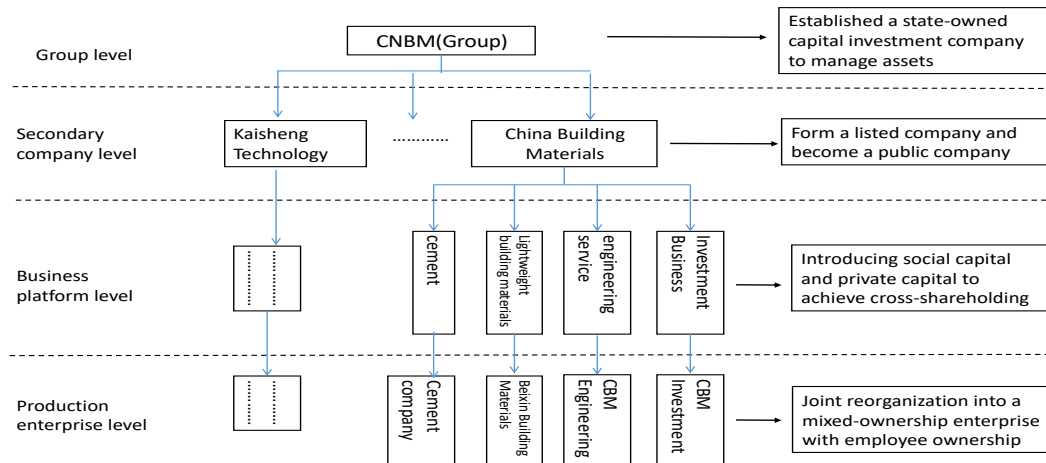 Group level
CNBM(Group)
Established a state-owned
capital investment company
to manage assets
Secondary
company level
Kaisheng
Technology
............
China Building
Materials
Form a listed company and
become a public company
Business
platform level
............
............
cement
Lightweight
building materials
engineering
service
Investment
Business
Introducing social capital
and private capital to
achieve cross-shareholding
Production
enterprise level
............
............
Cement
company
Beixin Building
Materials
CBM
Engineering
CBM
Investment
Joint reorganization into a
mixed-ownership enterprise
with employee ownership